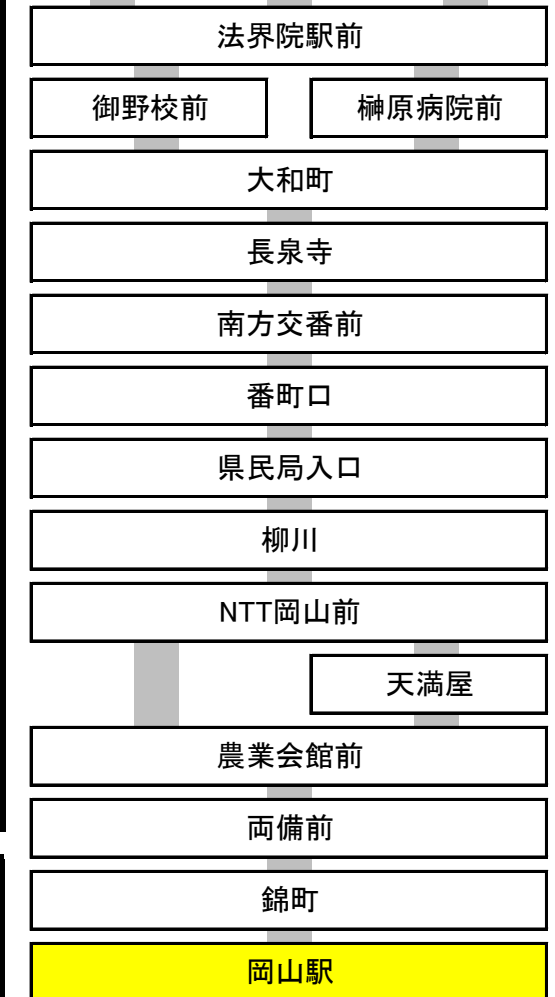 法界院駅前
御野校前
榊原病院前
大和町
長泉寺
南方交番前
番町口
県民局入口
柳川
NTT岡山前
天満屋
農業会館前
両備前
錦町
岡山駅